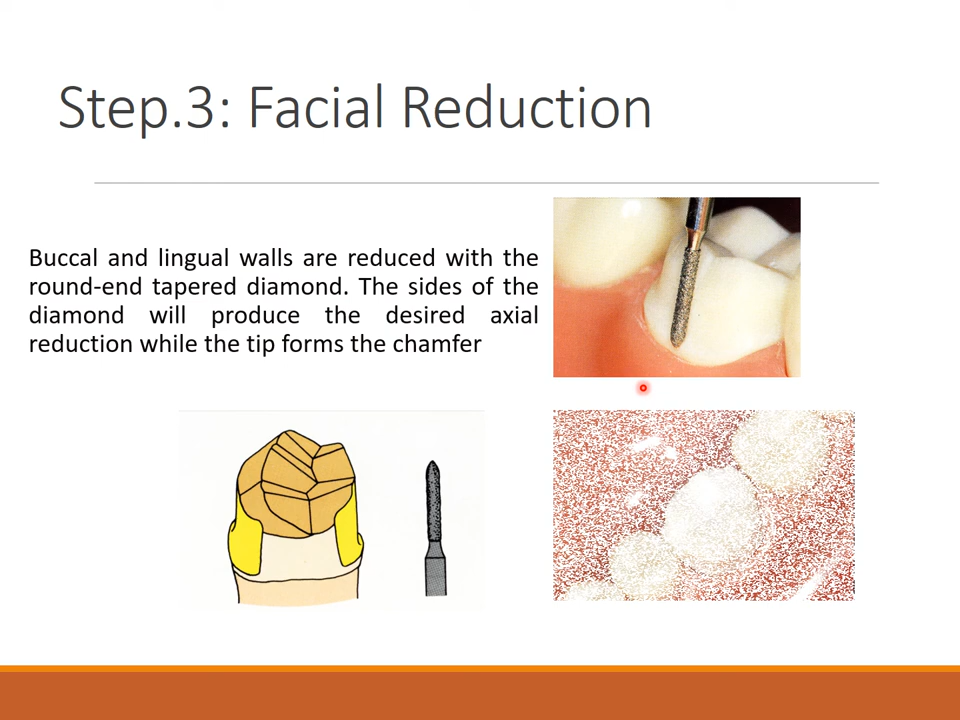 Step.3: Facial Reduction
Buccal and lingual walls are reduced with the
round-end tapered diamond. The sides of the
diamond will produce the desired axial
reduction while the tip forms the chamfer